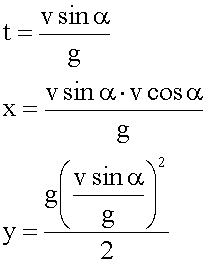 t = (v sin α)/g
x = (v sin α · v cos α)/g
y = (g((v sin α)/g)²)/2